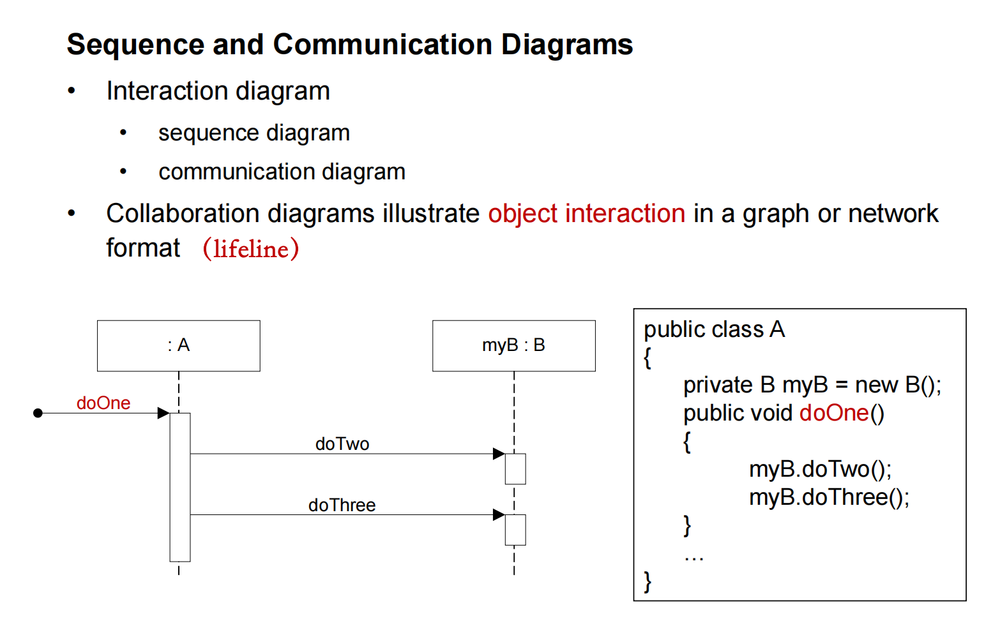 Sequence and Communication Diagrams
• Interaction diagram
• sequence diagram
• communication diagram
• Collaboration diagrams illustrate object interaction in a graph or network
format （lifeline）
: A
myB : B
doOne
doTwo
doThree
public class A
{
private B myB = new B();
public void doOne()
{
myB.doTwo();
myB.doThree();
}
…
}